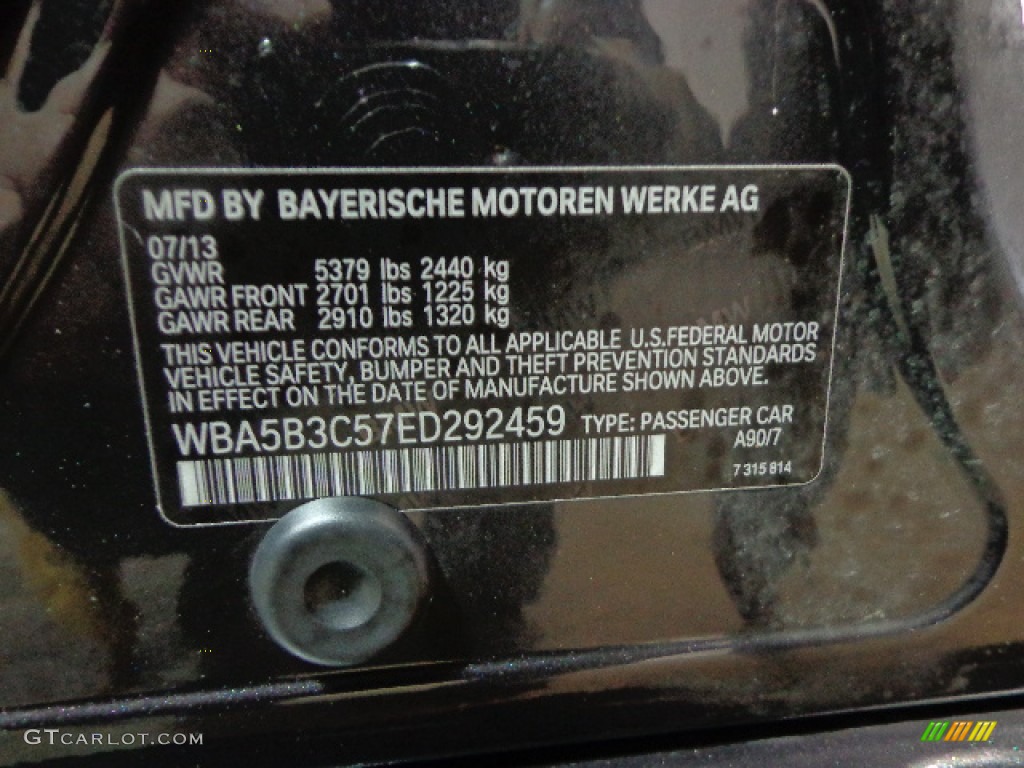 MFD BY BAYERISCHE MOTOREN WERKE AG
07/13
GVWR 5379 lbs 2440 kg
GAWR FRONT 2701 lbs 1225 kg
GAWR REAR 2910 lbs 1320 kg
THIS VEHICLE CONFORMS TO ALL APPLICABLE U.S.FEDERAL MOTOR
VEHICLE SAFETY, BUMPER AND THEFT PREVENTION STANDARDS
IN EFFECT ON THE DATE OF MANUFACTURE SHOWN ABOVE.
WBA5B3C57ED292459 TYPE: PASSENGER CAR
A90/7
7 315 814
GTCARLOT.COM